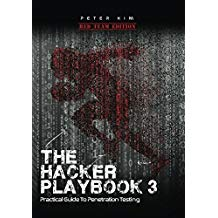 PETER KIM
RED TEAM EDITION
THE
HACKER
PLAYBOOK 3
Practical Guide To Penetration Testing